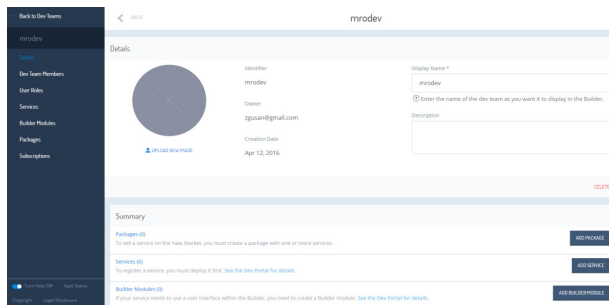 Back to Dev Teams
mrodev
Details
Dev Team Members
User Roles
Services
Builder Modules
Packages
Subscriptions
Turn Help Off YaaS Status
Copyright Legal Disclosure
BACK
mrodev
Details
UPLOAD NEW IMAGE
Identifier
mrodev
Owner
zgusan@gmail.com
Creation Date
Apr 12, 2016
Display Name *
mrodev
Enter the name of the dev team as you want it to display in the Builder.
Description
DELETE
Summary
Packages (0)
To sell a service on the Yaas Market, you must create a package with one or more services.
ADD PACKAGE
Services (0)
To register a service, you must deploy it first. See the Dev Portal for details.
ADD SERVICE
Builder Modules (0)
If your service needs to use a user interface within the Builder, you need to create a Builder module. See the Dev Portal for details.
ADD BUILDER MODULE